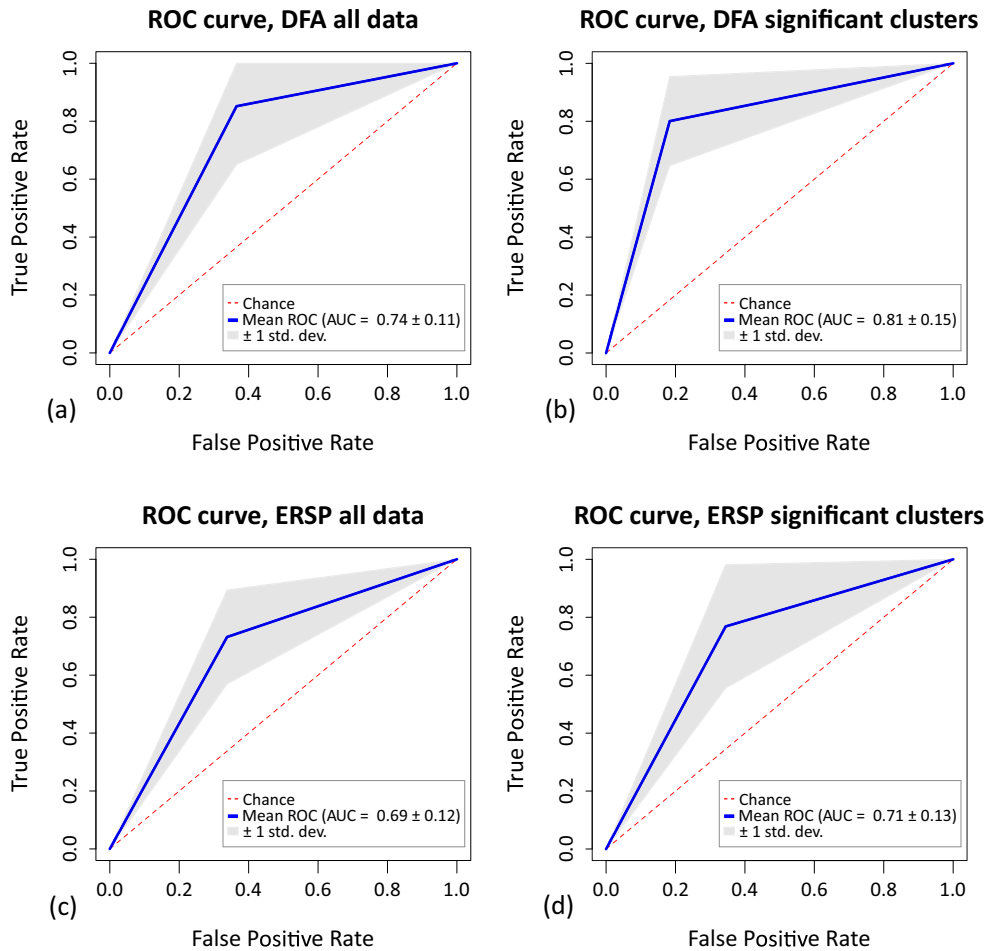 ROC curve, DFA all data
True Positive Rate
0.0 0.2 0.4 0.6 0.8 1.0
Chance
Mean ROC (AUC = 0.74 ± 0.11)
± 1 std. dev.
0.0 0.2 0.4 0.6 0.8 1.0
(a)
False Positive Rate
ROC curve, DFA significant clusters
True Positive Rate
0.0 0.2 0.4 0.6 0.8 1.0
Chance
Mean ROC (AUC = 0.81 ± 0.15)
± 1 std. dev.
0.0 0.2 0.4 0.6 0.8 1.0
(b)
False Positive Rate
ROC curve, ERSP all data
True Positive Rate
0.0 0.2 0.4 0.6 0.8 1.0
Chance
Mean ROC (AUC = 0.69 ± 0.12)
± 1 std. dev.
0.0 0.2 0.4 0.6 0.8 1.0
(c)
False Positive Rate
ROC curve, ERSP significant clusters
True Positive Rate
0.0 0.2 0.4 0.6 0.8 1.0
Chance
Mean ROC (AUC = 0.71 ± 0.13)
± 1 std. dev.
0.0 0.2 0.4 0.6 0.8 1.0
(d)
False Positive Rate